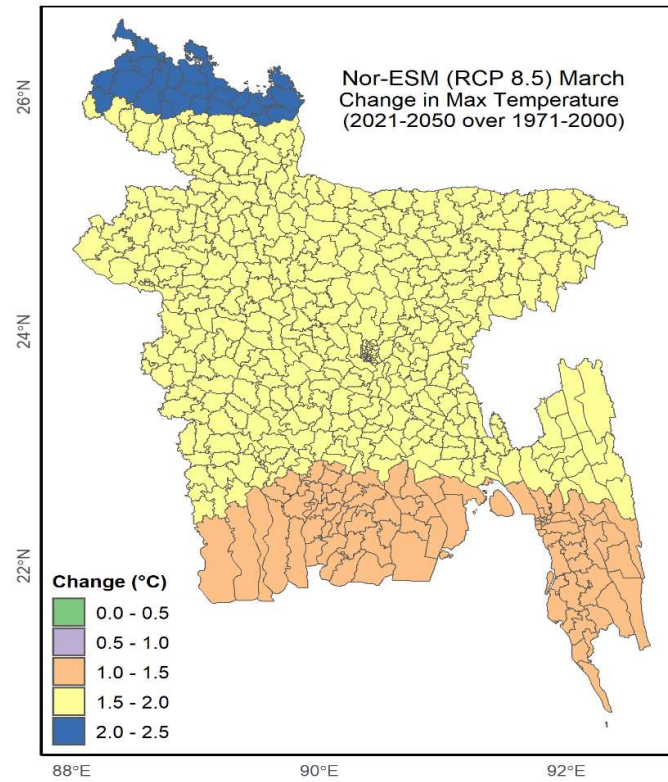 Nor-ESM (RCP 8.5) March
Change in Max Temperature
(2021-2050 over 1971-2000)
26°N
24°N
22°N
Change (°C)
0.0 - 0.5
0.5 - 1.0
1.0 - 1.5
1.5 - 2.0
2.0 - 2.5
88°E
90°E
92°E